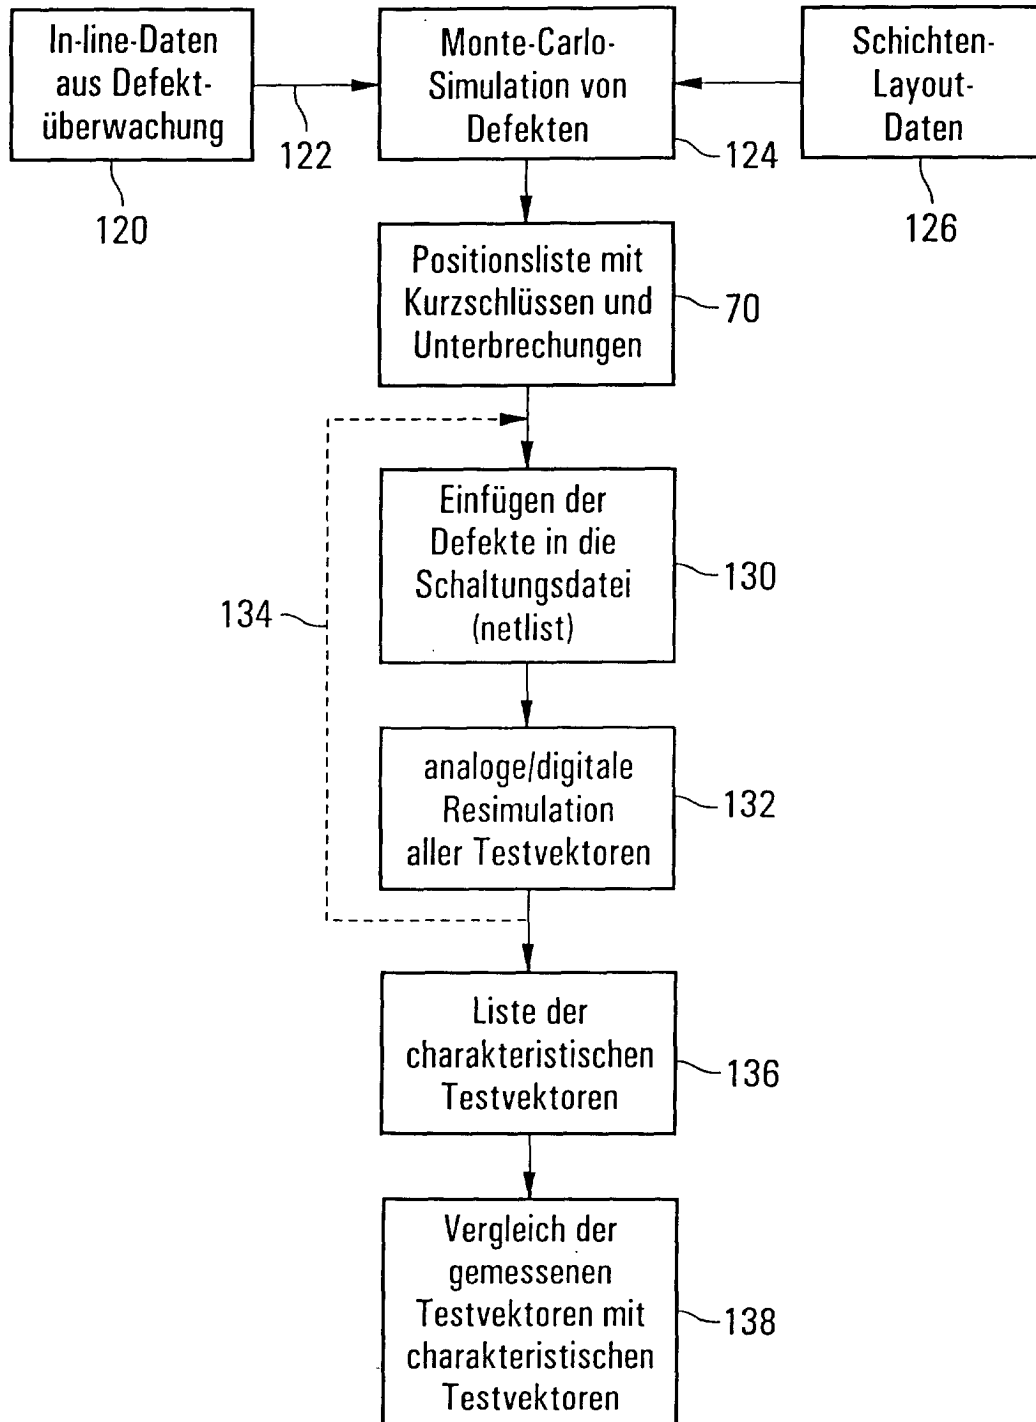 In-line-Daten
aus Defekt-
überwachung
122
120
Monte-Carlo-
Simulation von
Defekten
124
Schichten-
Layout-
Daten
126
Positionsliste mit
Kurzschlüssen und
Unterbrechungen
70
Einfügen der
Defekte in die
Schaltungsdatei
(netlist)
130
134
analoge/digitale
Resimulation
aller Testvektoren
132
Liste der
charakteristischen
Testvektoren
136
Vergleich der
gemessenen
Testvektoren mit
charakteristischen
Testvektoren
138